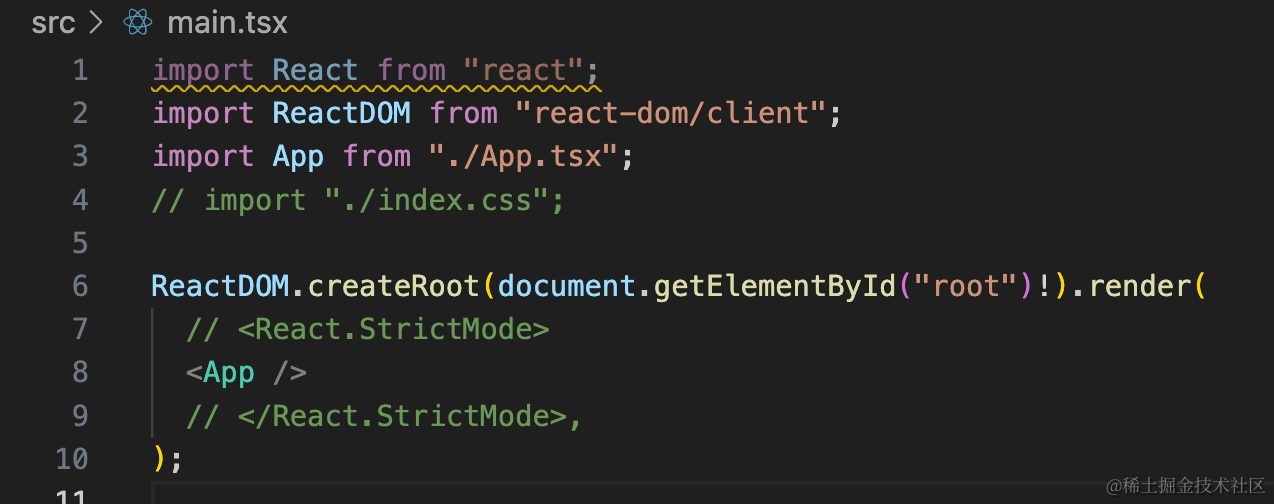 src > main.tsx
1 import React from "react";
2 import ReactDOM from "react-dom/client";
3 import App from "./App.tsx";
4 // import "./index.css";
5
6 ReactDOM.createRoot(document.getElementById("root")!).render(
7 // <React.StrictMode>
8 <App />
9 // </React.StrictMode>,
10 );
11
@稀土掘金技术社区